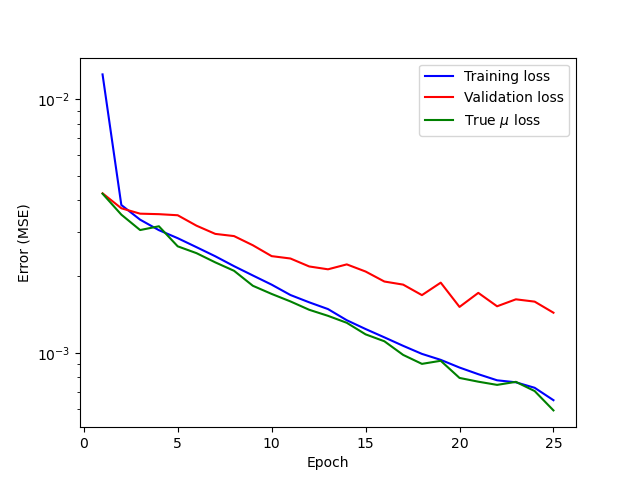 Training loss
Validation loss
True μ loss
10⁻²
10⁻³
Error (MSE)
0 5 10 15 20 25
Epoch